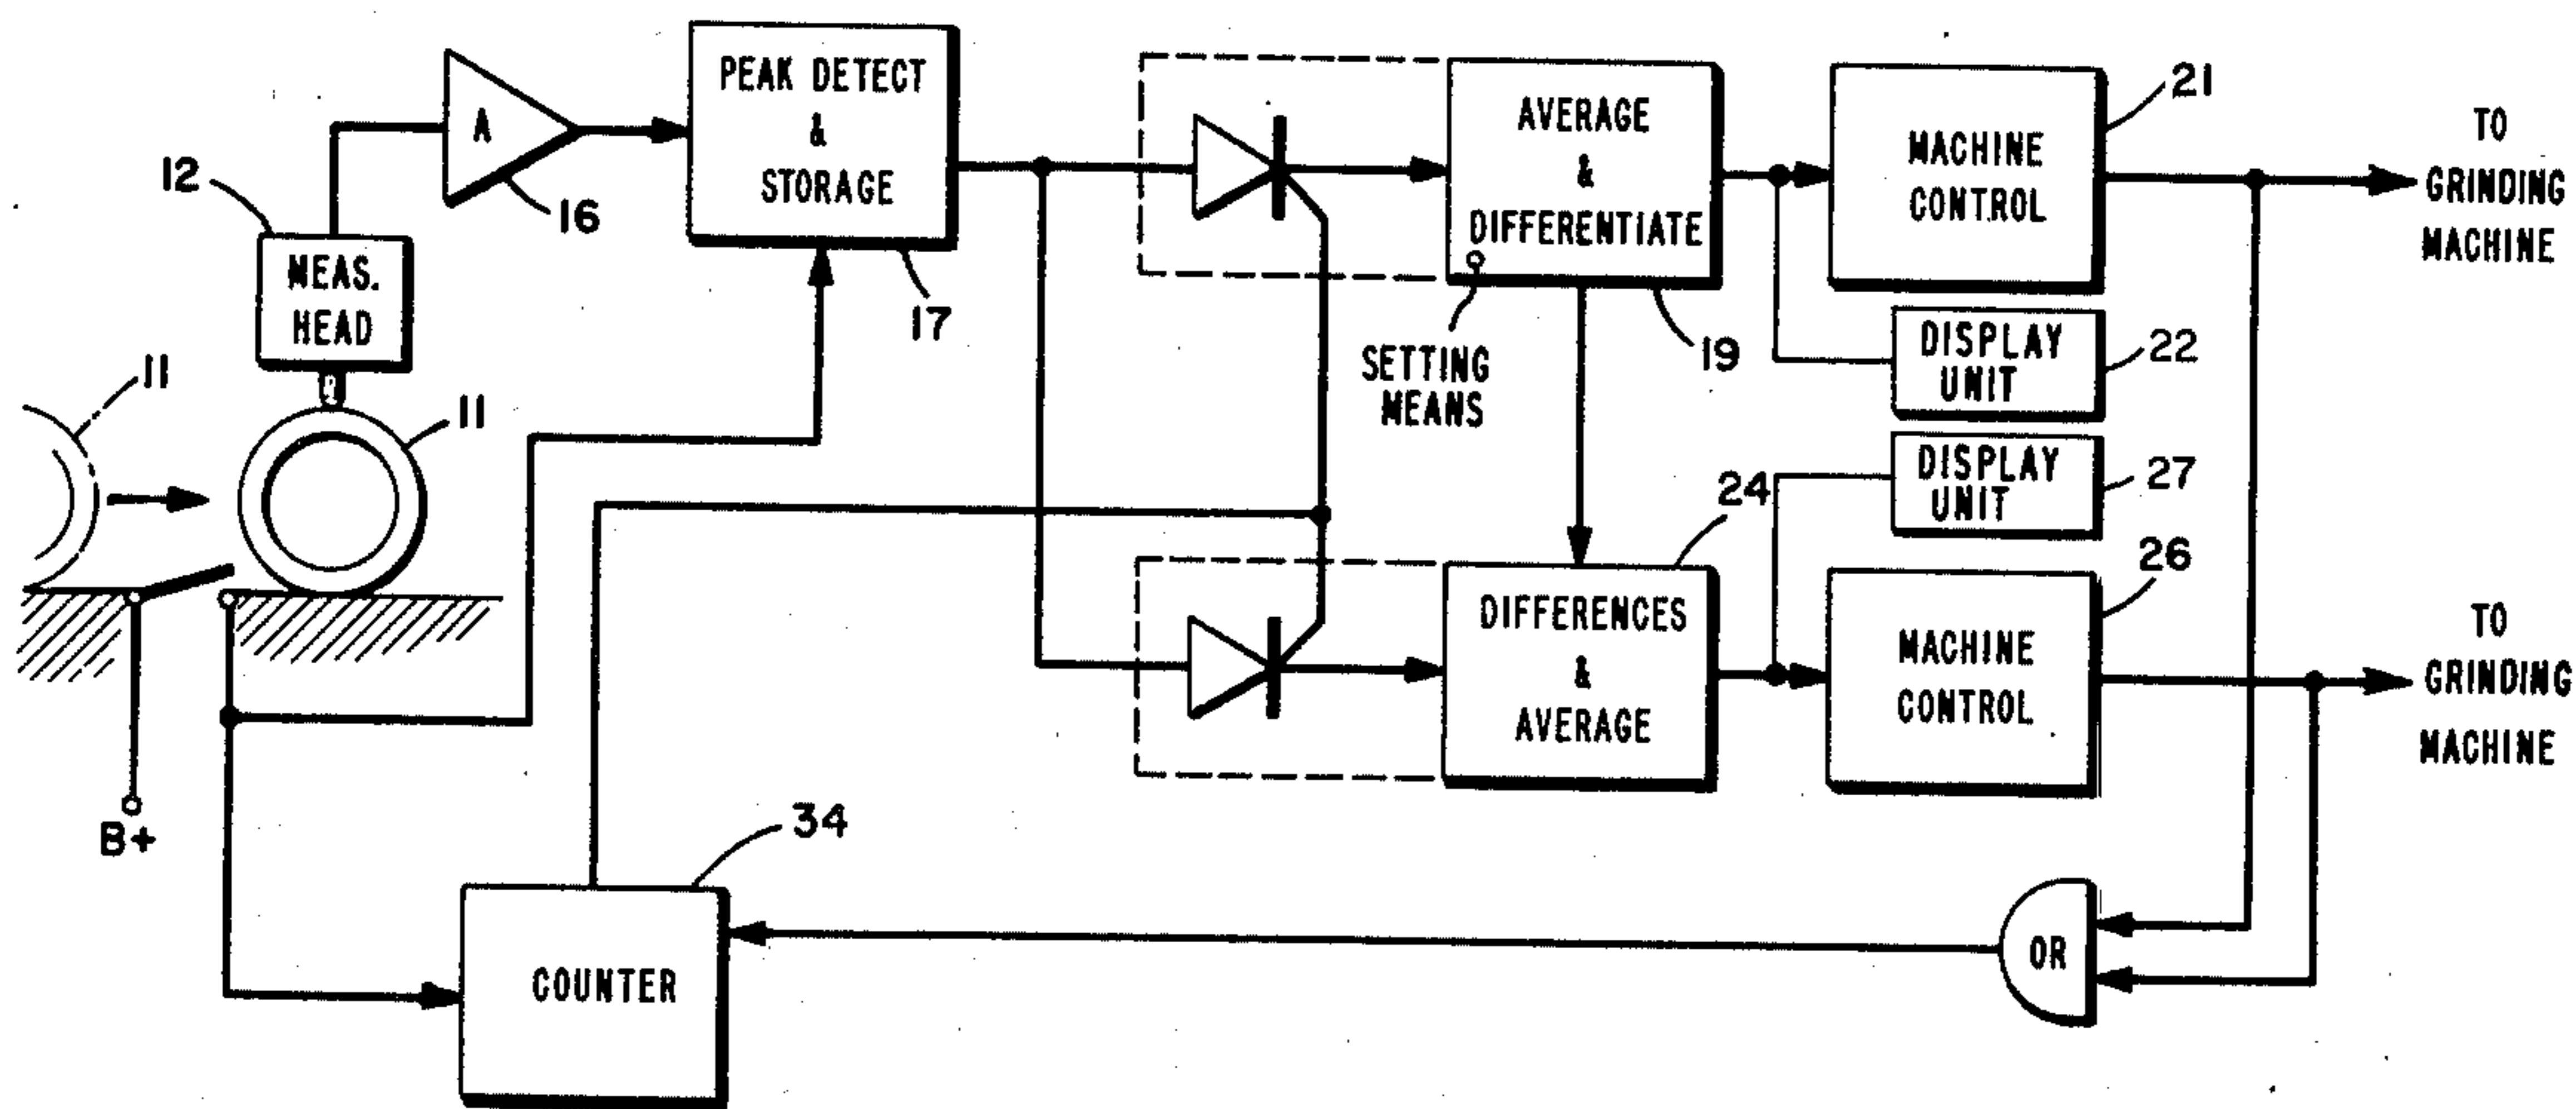 PEAK DETECT
&
STORAGE
17
A
16
12
MEAS.
HEAD
11
11
B+
AVERAGE
&
DIFFERENTIATE
19
SETTING
MEANS
MACHINE
CONTROL
21
TO
GRINDING
MACHINE
DISPLAY
UNIT
22
DISPLAY
UNIT
27
24
DIFFERENCES
&
AVERAGE
MACHINE
CONTROL
26
TO
GRINDING
MACHINE
34
COUNTER
OR